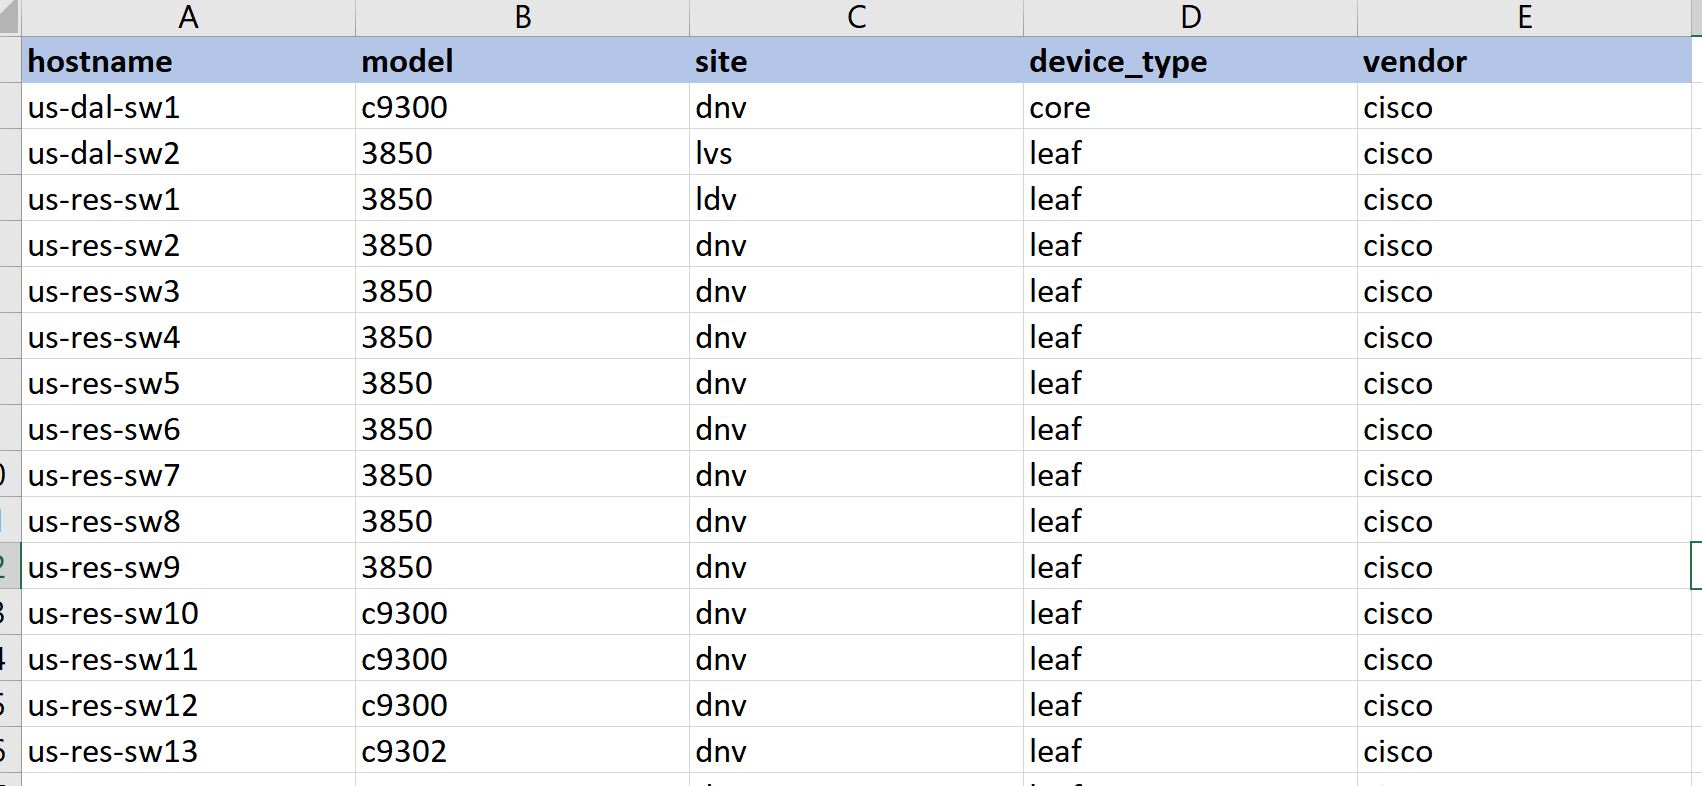 A B C D E
hostname model site device_type vendor
us-dal-sw1 c9300 dnv core cisco
us-dal-sw2 3850 lvs leaf cisco
us-res-sw1 3850 ldv leaf cisco
us-res-sw2 3850 dnv leaf cisco
us-res-sw3 3850 dnv leaf cisco
us-res-sw4 3850 dnv leaf cisco
us-res-sw5 3850 dnv leaf cisco
us-res-sw6 3850 dnv leaf cisco
us-res-sw7 3850 dnv leaf cisco
us-res-sw8 3850 dnv leaf cisco
us-res-sw9 3850 dnv leaf cisco
us-res-sw10 c9300 dnv leaf cisco
us-res-sw11 c9300 dnv leaf cisco
us-res-sw12 c9300 dnv leaf cisco
us-res-sw13 c9302 dnv leaf cisco